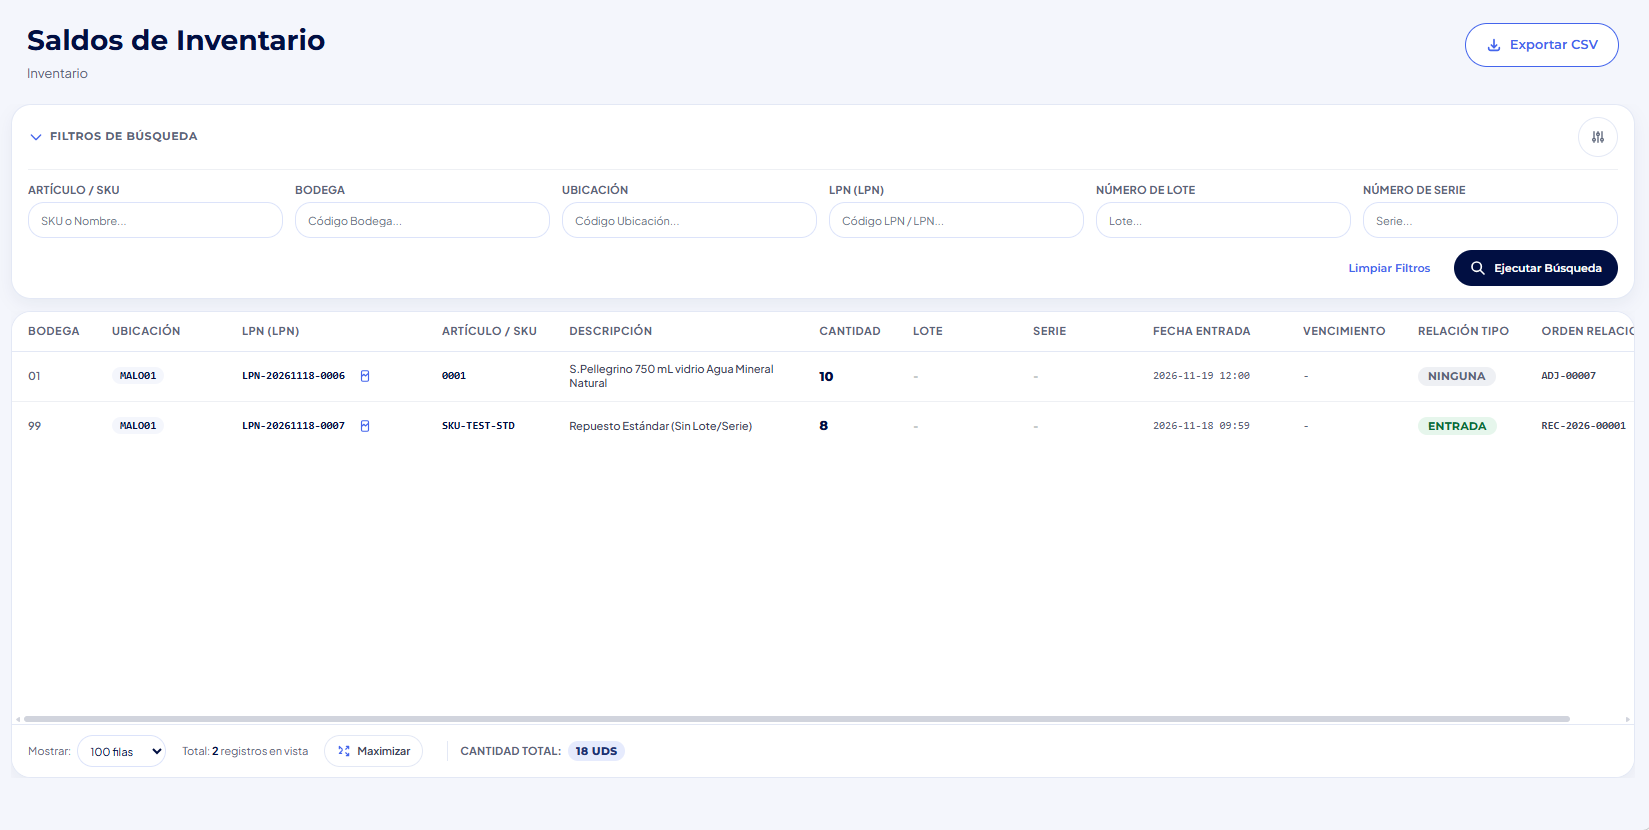 Saldos de Inventario
Inventario
Exportar CSV
FILTROS DE BÚSQUEDA
ARTÍCULO / SKU BODEGA UBICACIÓN LPN (LPN) NÚMERO DE LOTE NÚMERO DE SERIE
SKU o Nombre... Código Bodega... Código Ubicación... Código LPN / LPN... Lote... Serie...
Limpiar Filtros Ejecutar Búsqueda
BODEGA UBICACIÓN LPN (LPN) ARTÍCULO / SKU DESCRIPCIÓN CANTIDAD LOTE SERIE FECHA ENTRADA VENCIMIENTO RELACIÓN TIPO ORDEN RELACIO
01 MAL001 LPN-20261118-0006 0001 S.Pellegrino 750 mL vidrio Agua Mineral 10 - - 2026-11-19 12:00 - NINGUNA ADJ-00007
Natural
99 MAL001 LPN-20261118-0007 SKU-TEST-STD Repuesto Estándar (Sin Lote/Serie) 8 - - 2026-11-18 09:59 - ENTRADA REC-2026-00001
Mostrar: 100 filas Total: 2 registros en vista Maximizar CANTIDAD TOTAL: 18 UDS